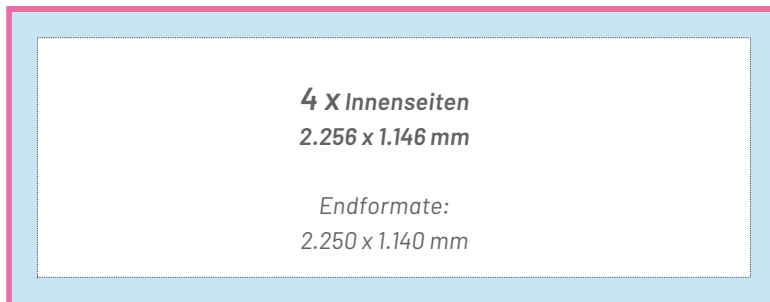 4 x Innenseiten
2.256 x 1.146 mm
Endformate:
2.250 x 1.140 mm